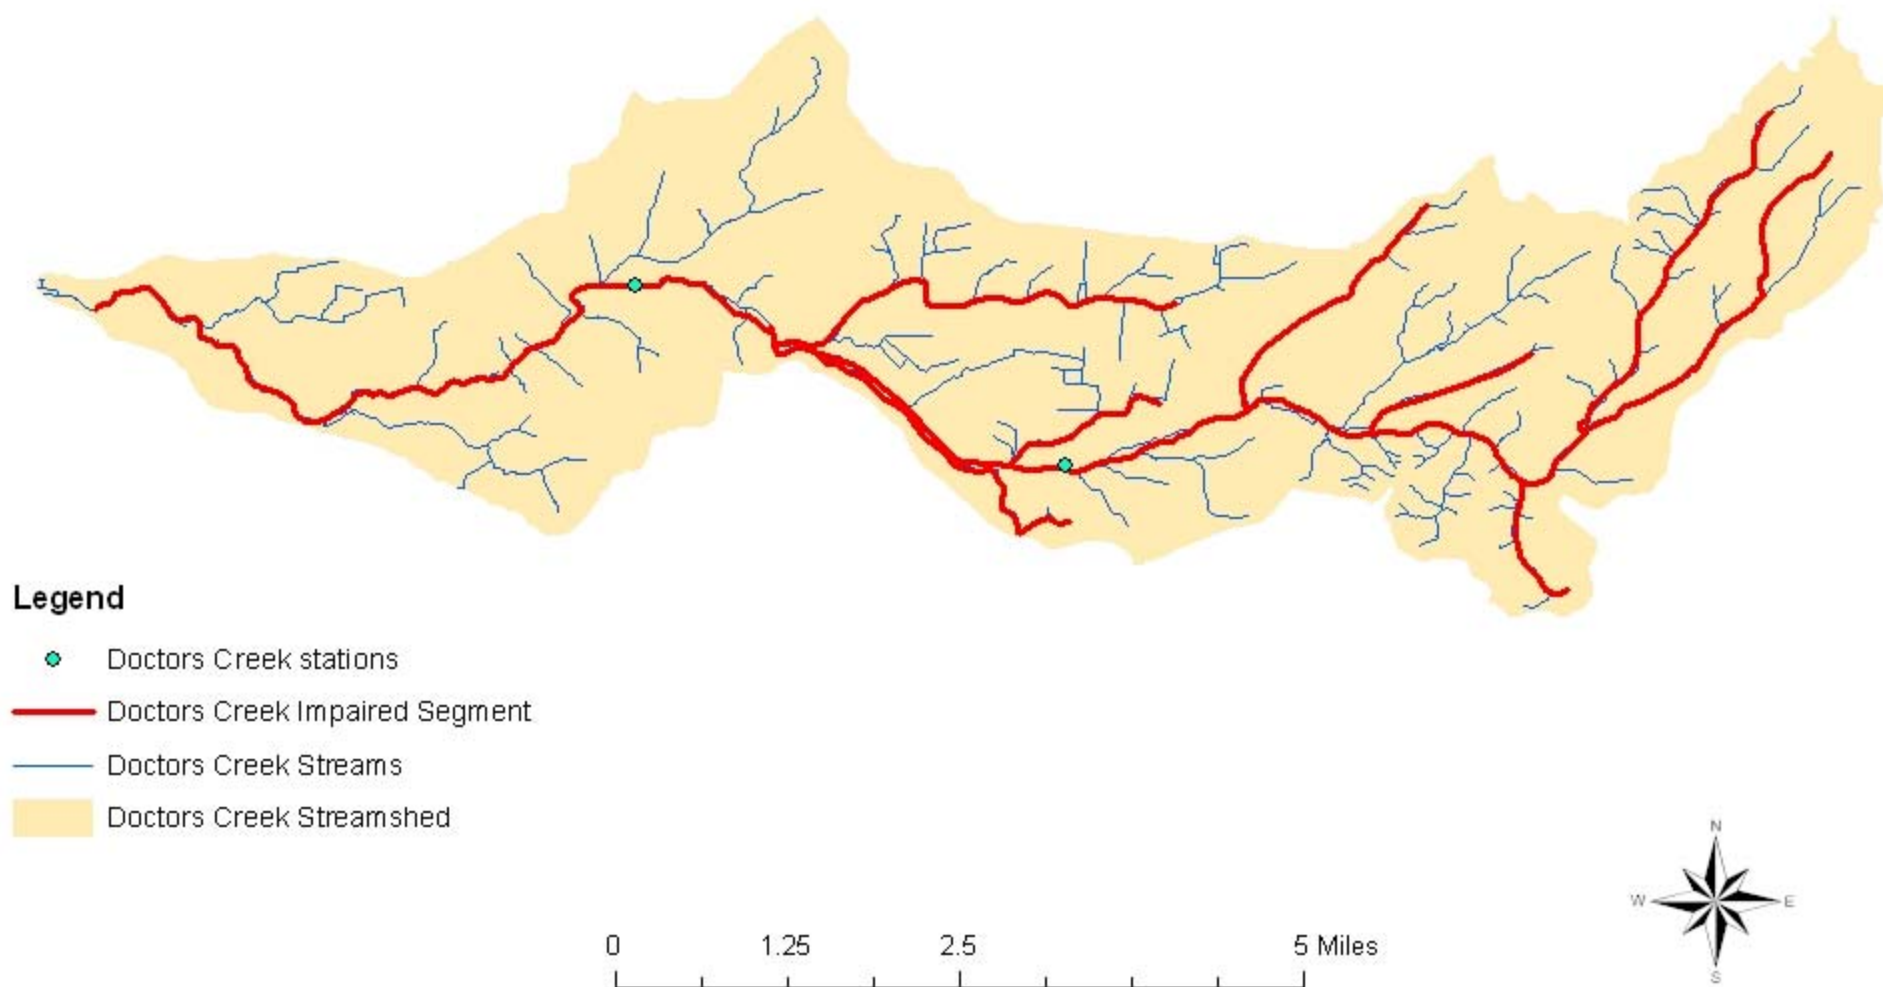 Legend
Doctors Creek stations
Doctors Creek Impaired Segment
Doctors Creek Streams
Doctors Creek Streamshed
N
W E
S
0 1.25 2.5 5 Miles